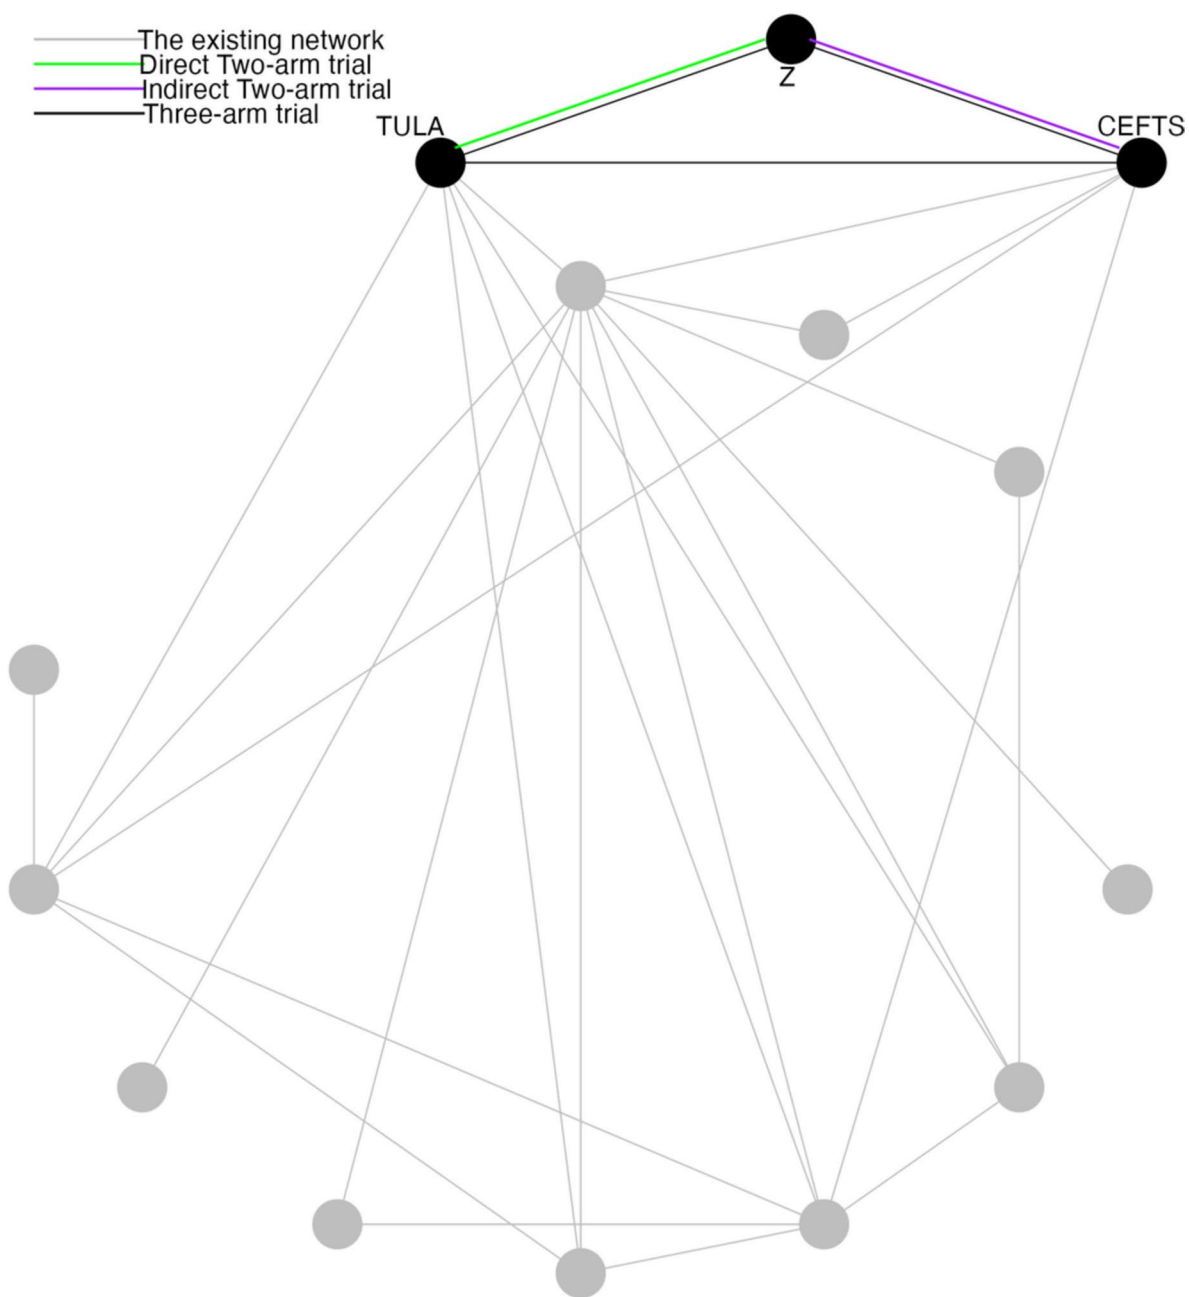 The existing network
Direct Two-arm trial
Indirect Two-arm trial
Three-arm trial
Z
TULA
CEFTS